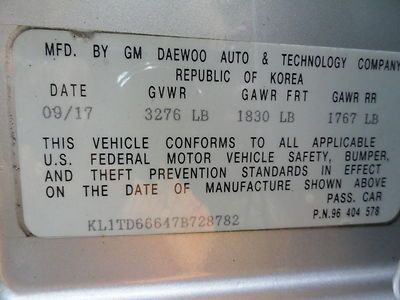 MFD. BY GM DAEWOO AUTO & TECHNOLOGY COMPANY
REPUBLIC OF KOREA
DATE GVWR GAWR FRT GAWR RR
09/17 3276 LB 1830 LB 1767 LB
THIS VEHICLE CONFORMS TO ALL APPLICABLE
U.S. FEDERAL MOTOR VEHICLE SAFETY, BUMPER,
AND THEFT PREVENTION STANDARDS IN EFFECT
ON THE DATE OF MANUFACTURE SHOWN ABOVE
PASS. CAR
P.N.96 404 578
KL1TD66647B728782